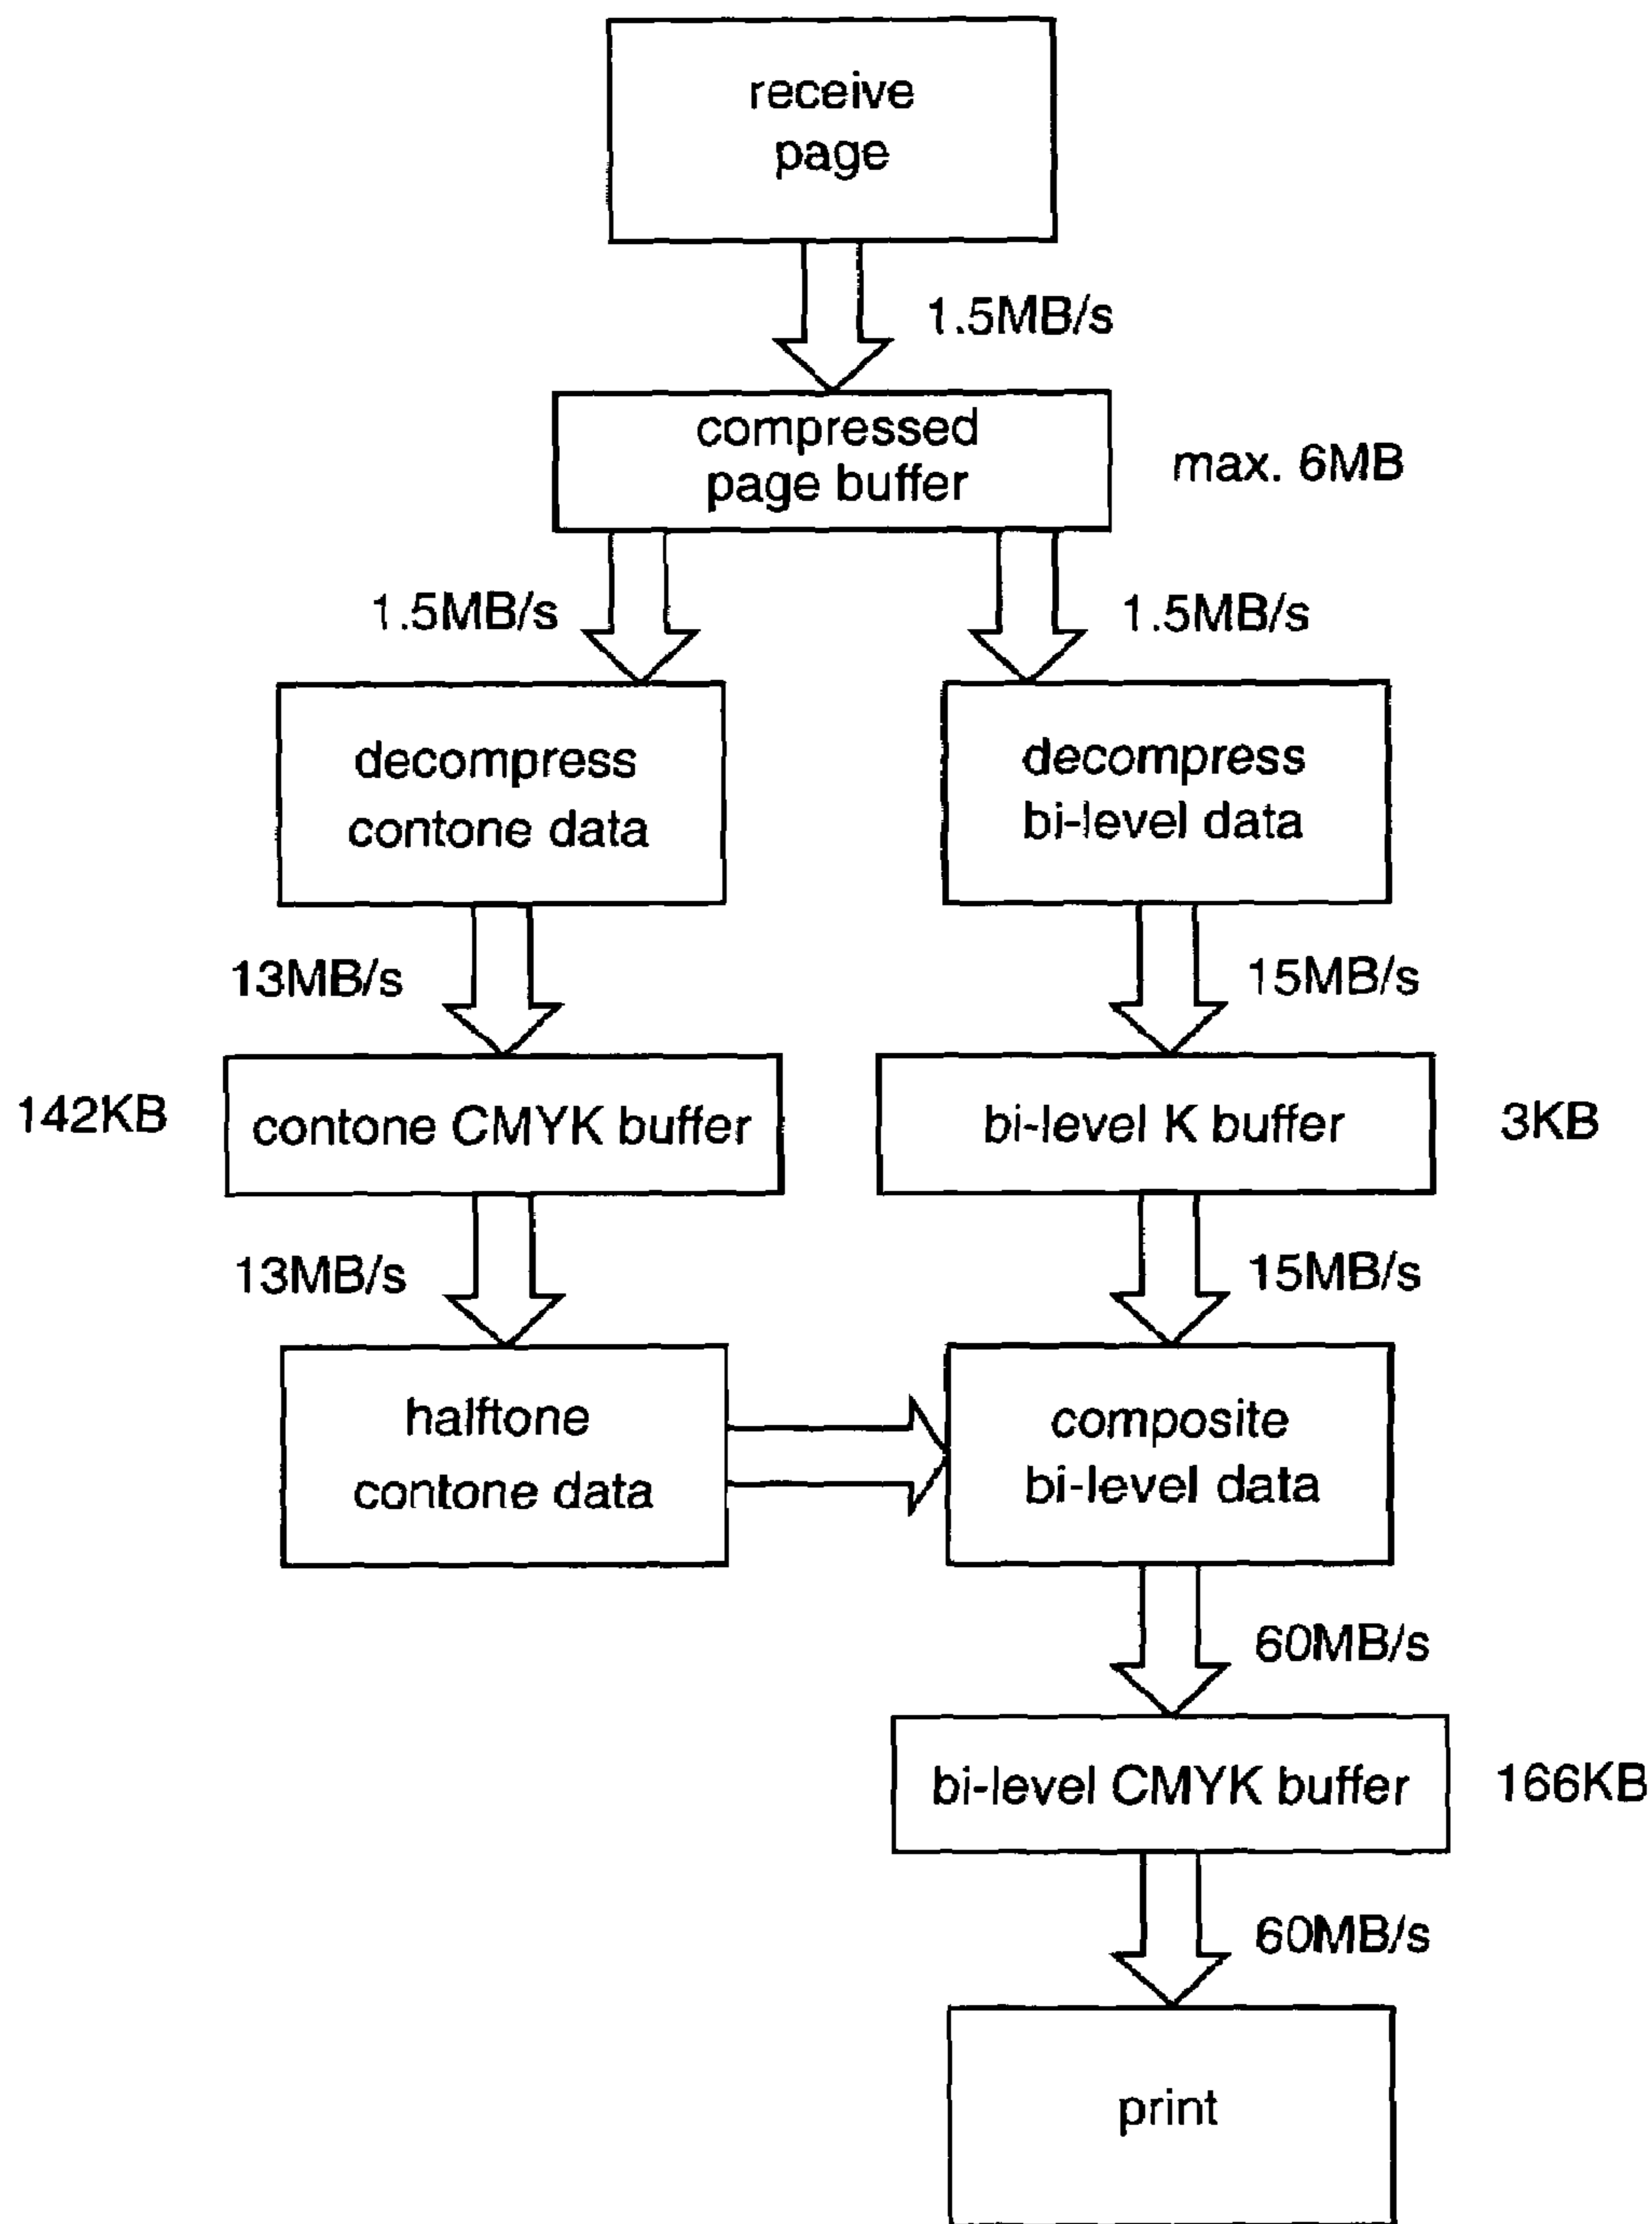 receive
page
1.5MB/s
compressed
page buffer
max. 6MB
1.5MB/s
1.5MB/s
decompress
contone data
decompress
bi-level data
13MB/s
15MB/s
142KB
contone CMYK buffer
bi-level K buffer
3KB
13MB/s
15MB/s
halftone
contone data
composite
bi-level data
60MB/s
bi-level CMYK buffer
166KB
60MB/s
print